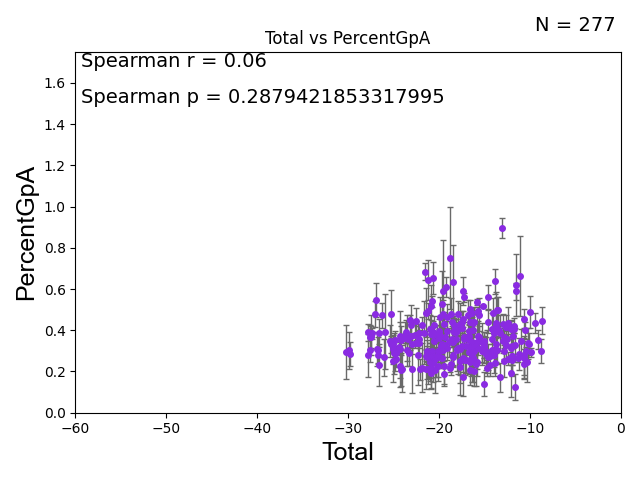 N = 277
Total vs PercentGpA
Spearman r = 0.06
Spearman p = 0.2879421853317995
PercentGpA
1.6
1.4
1.2
1.0
0.8
0.6
0.4
0.2
0.0
−60 −50 −40 −30 −20 −10 0
Total